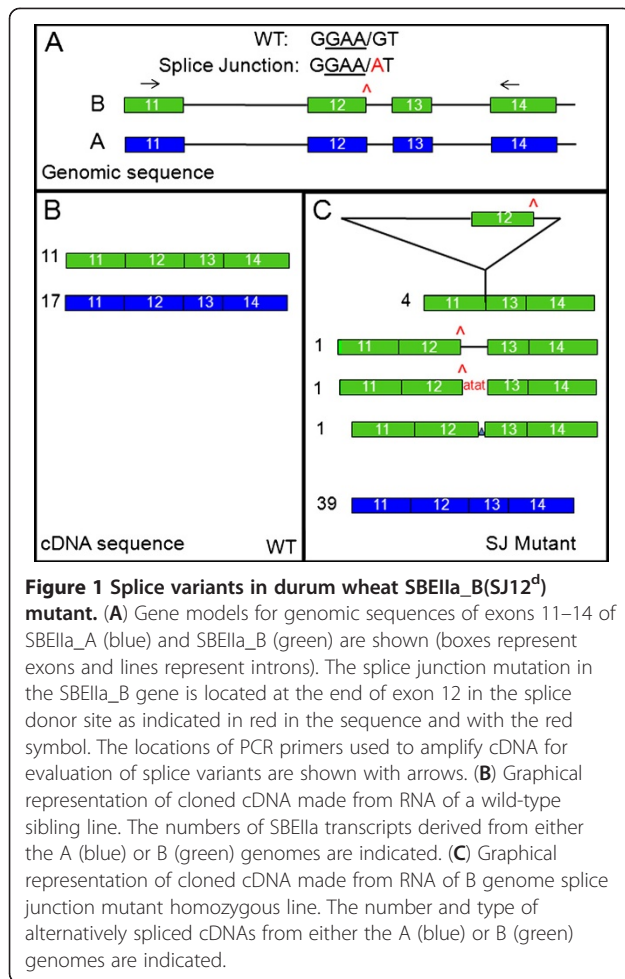 A
WT: GGAA/GT
Splice Junction: GGAA/AT
^
B 11 12 13 14
A 11 12 13 14
Genomic sequence
B
11 11 12 13 14
17 11 12 13 14
cDNA sequence WT
C
^
12
4 11 13 14
^
1 11 12 13 14
^
1 11 12 atat 13 14
1 11 12 13 14
39 11 12 13 14
SJ Mutant
Figure 1 Splice variants in durum wheat SBEIIa_B(SJ12d)
mutant. (A) Gene models for genomic sequences of exons 11–14 of
SBEIIa_A (blue) and SBEIIa_B (green) are shown (boxes represent
exons and lines represent introns). The splice junction mutation in
the SBEIIa_B gene is located at the end of exon 12 in the splice
donor site as indicated in red in the sequence and with the red
symbol. The locations of PCR primers used to amplify cDNA for
evaluation of splice variants are shown with arrows. (B) Graphical
representation of cloned cDNA made from RNA of a wild-type
sibling line. The numbers of SBEIIa transcripts derived from either
the A (blue) or B (green) genomes are indicated. (C) Graphical
representation of cloned cDNA made from RNA of B genome splice
junction mutant homozygous line. The number and type of
alternatively spliced cDNAs from either the A (blue) or B (green)
genomes are indicated.